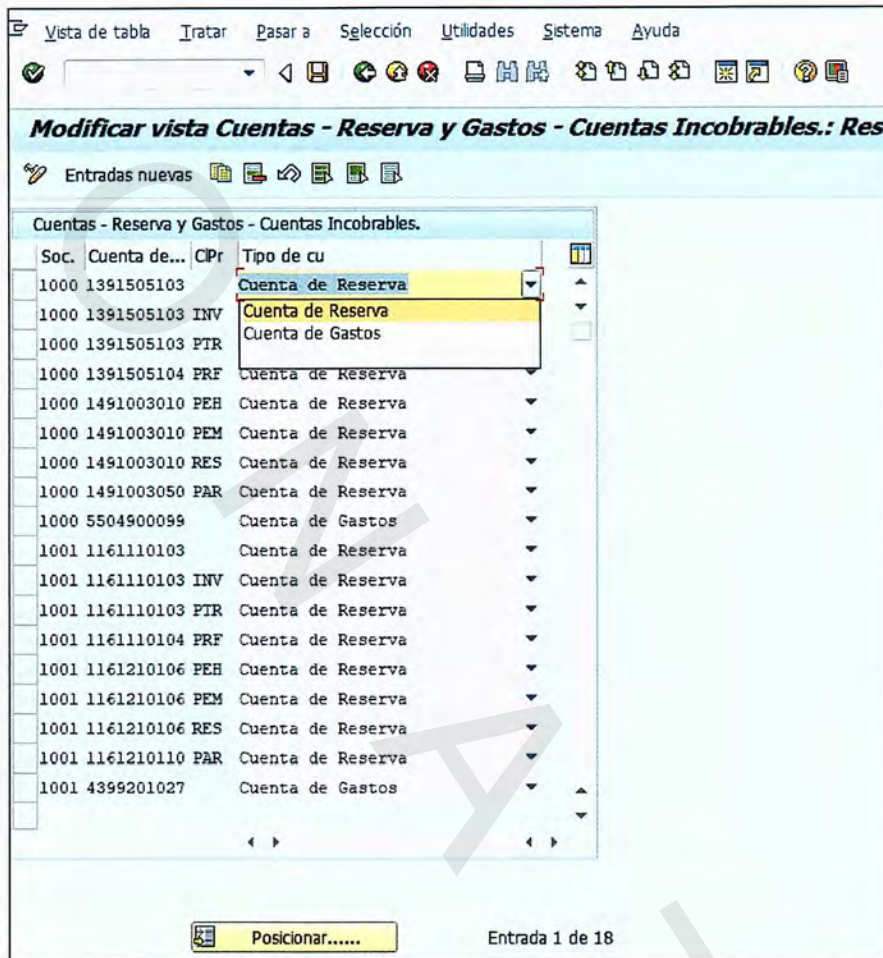 Vista de tabla Tratar Pasar a Selección Utilidades Sistema Ayuda
Modificar vista Cuentas - Reserva y Gastos - Cuentas Incobrables.: Res
Entradas nuevas
Cuentas - Reserva y Gastos - Cuentas Incobrables.
Soc. Cuenta de... ClPr Tipo de cu
1000 1391505103 Cuenta de Reserva
1000 1391505103 INV Cuenta de Reserva
1000 1391505103 PTR Cuenta de Gastos
1000 1391505104 PRF Cuenta de Reserva
1000 1491003010 PEH Cuenta de Reserva
1000 1491003010 PEM Cuenta de Reserva
1000 1491003010 RES Cuenta de Reserva
1000 1491003050 PAR Cuenta de Reserva
1000 5504900099 Cuenta de Gastos
1001 1161110103 Cuenta de Reserva
1001 1161110103 INV Cuenta de Reserva
1001 1161110103 PTR Cuenta de Reserva
1001 1161110104 PRF Cuenta de Reserva
1001 1161210106 PEH Cuenta de Reserva
1001 1161210106 PEM Cuenta de Reserva
1001 1161210106 RES Cuenta de Reserva
1001 1161210110 PAR Cuenta de Reserva
1001 4399201027 Cuenta de Gastos
Posicionar...... Entrada 1 de 18